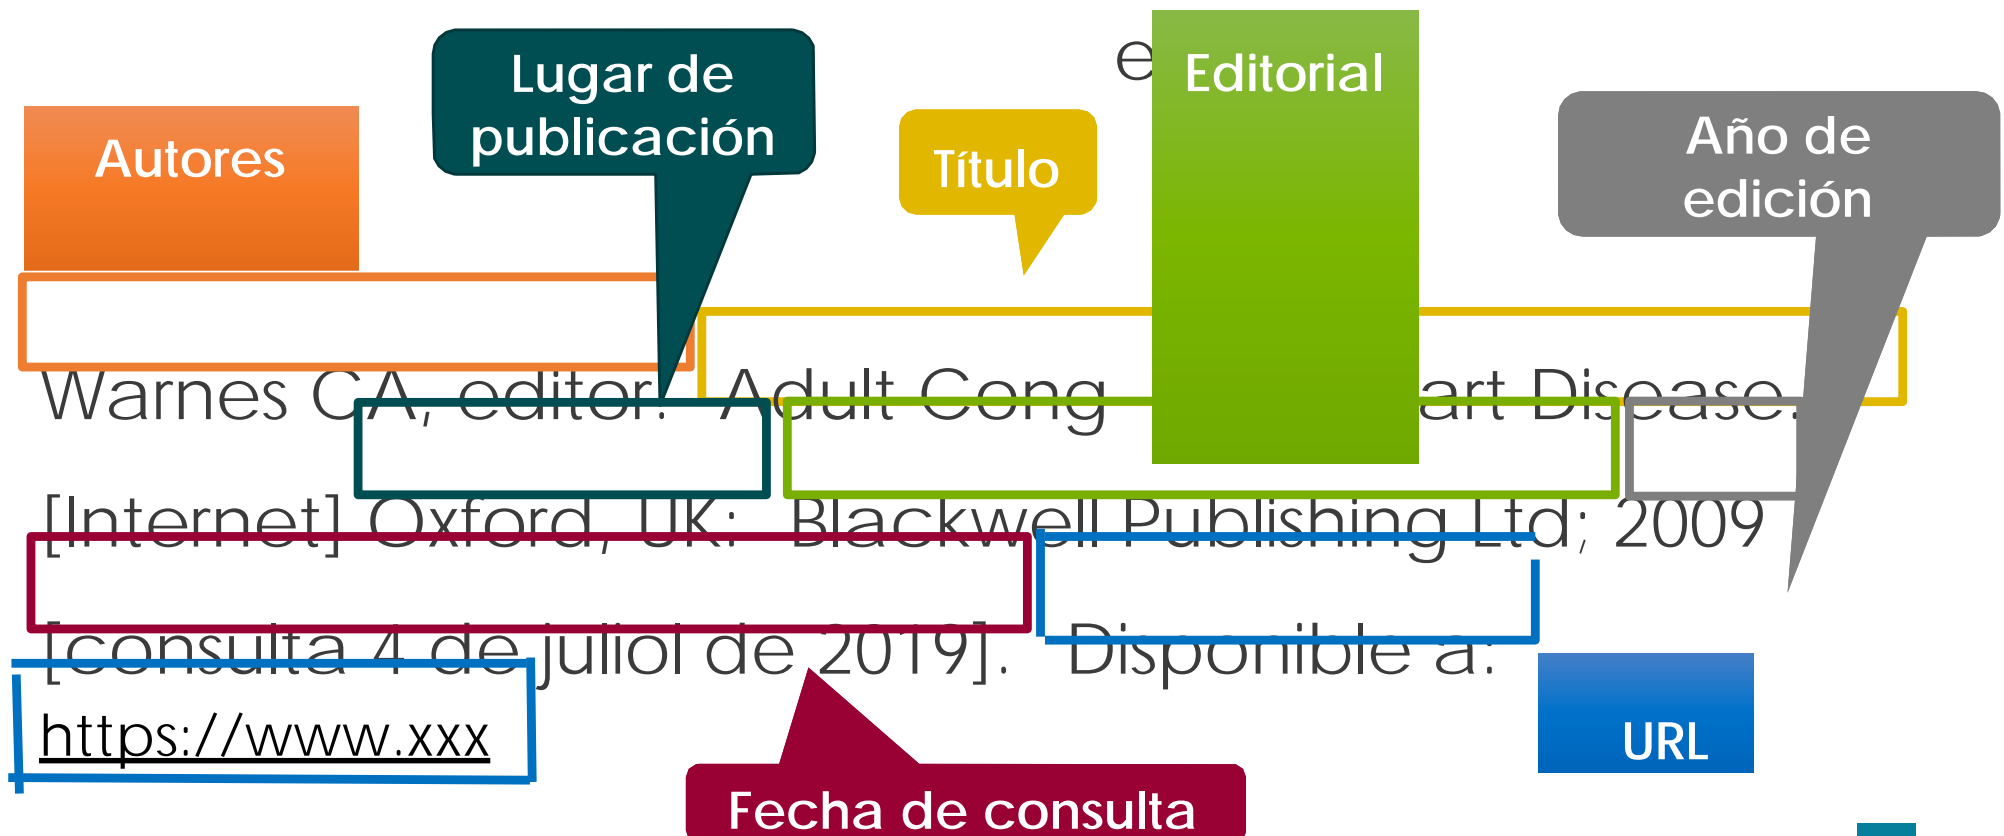 Lugar de
publicación
Editorial
Autores
Título
Año de
edición
Warnes CA, editor. Adult Cong art Disease.
[Internet] Oxford, UK: Blackwell Publishing Ltd; 2009
[consulta 4 de juliol de 2019]. Disponible a:
https://www.xxx
URL
Fecha de consulta